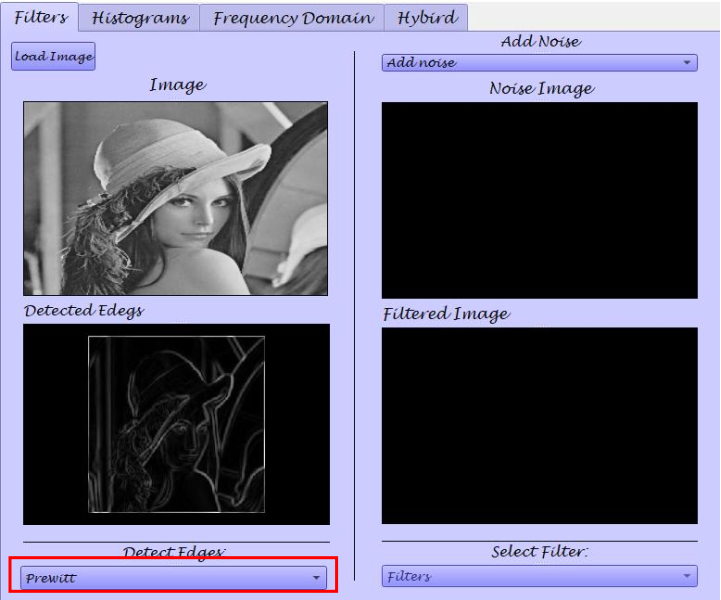 Filters Histograms Frequency Domain Hybird
Load Image
Image
Detected Edegs
Detect Edges:
Prewitt
Add Noise
Add noise
Noise Image
Filtered Image
Select Filter:
Filters